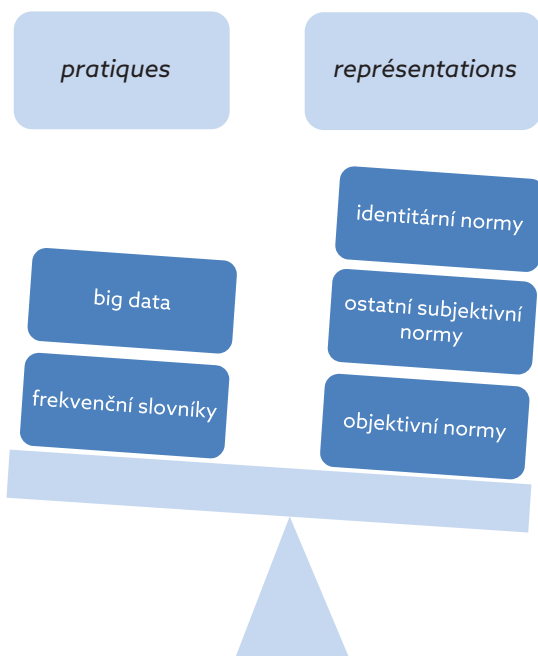 pratiques
représentations
identitární normy
big data
ostatní subjektivní
normy
frekvenční slovníky
objektivní normy